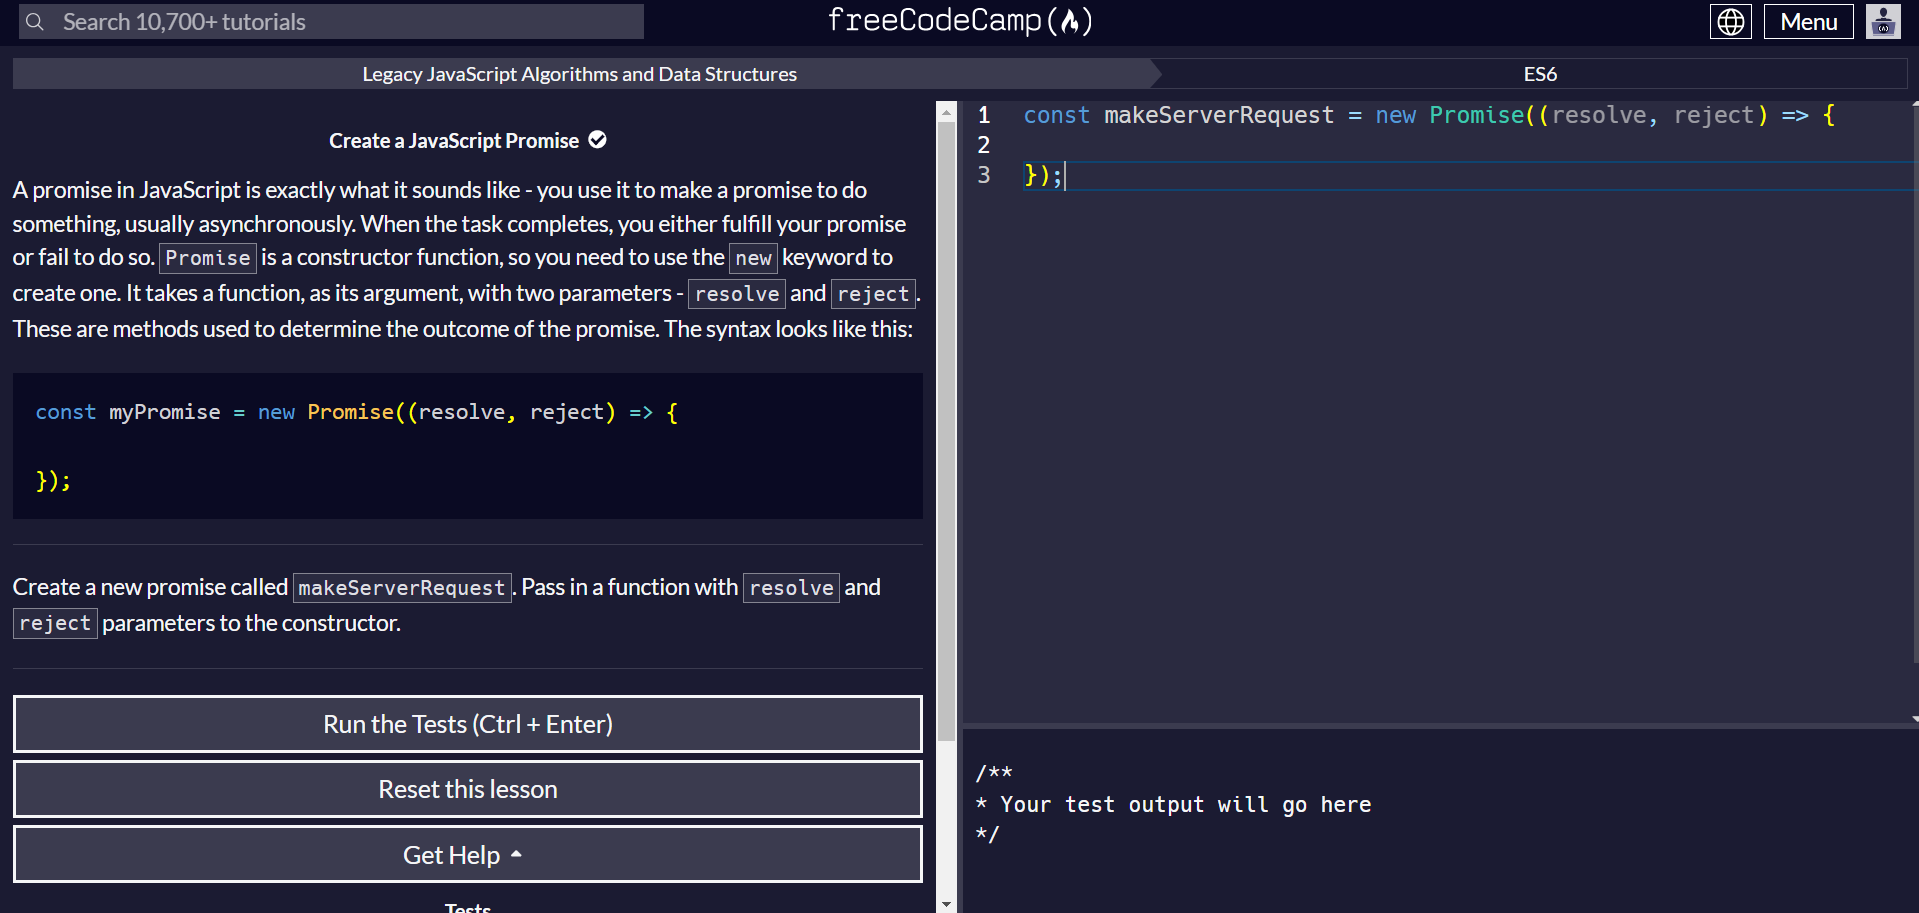 Search 10,700+ tutorials
freeCodeCamp
Menu
Legacy JavaScript Algorithms and Data Structures
ES6
Create a JavaScript Promise
A promise in JavaScript is exactly what it sounds like - you use it to make a promise to do
something, usually asynchronously. When the task completes, you either fulfill your promise
or fail to do so. Promise is a constructor function, so you need to use the new keyword to
create one. It takes a function, as its argument, with two parameters - resolve and reject.
These are methods used to determine the outcome of the promise. The syntax looks like this:
const myPromise = new Promise((resolve, reject) => {
});
Create a new promise called makeServerRequest. Pass in a function with resolve and
reject parameters to the constructor.
Run the Tests (Ctrl + Enter)
Reset this lesson
Get Help
Tests
1 const makeServerRequest = new Promise((resolve, reject) => {
2
3 });
/**
* Your test output will go here
*/